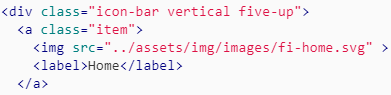 <div class="icon-bar vertical five-up">
  <a class="item">
    <img src="../assets/img/images/fi-home.svg" >
    <label>Home</label>
  </a>